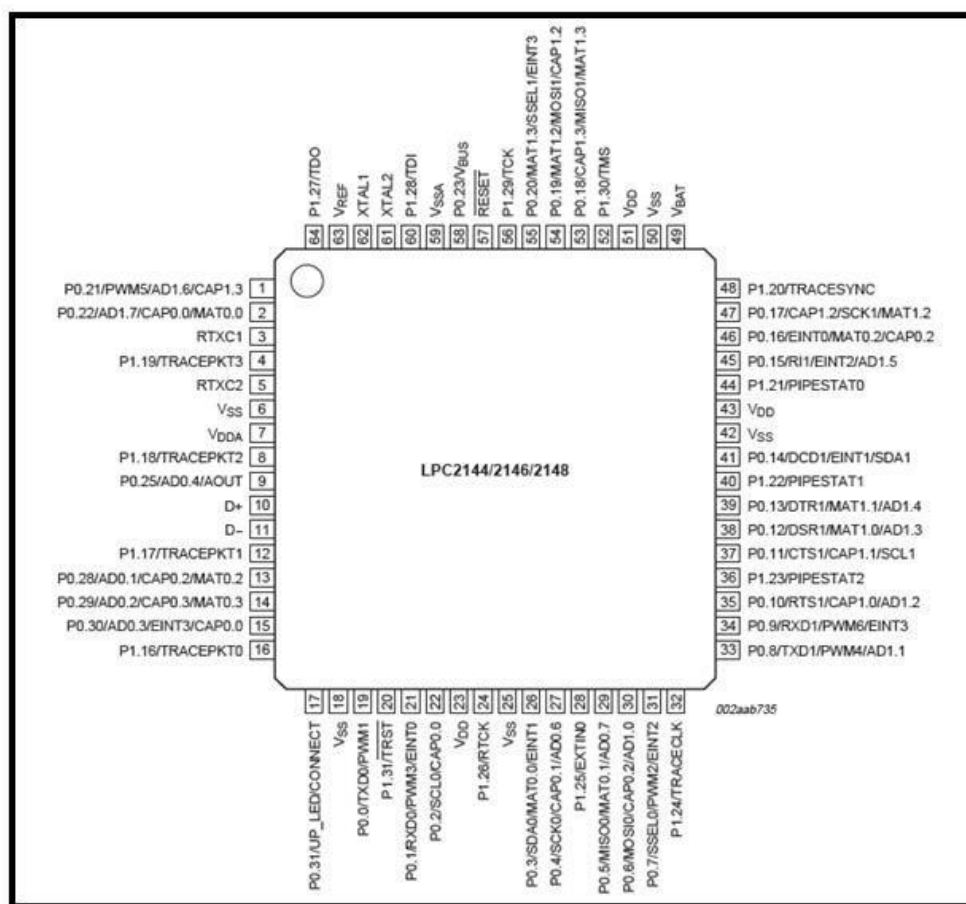 P1.27/TDO
VREF
XTAL1
XTAL2
P1.28/TDI
VSSA
P0.23/VBUS
RESET
P1.29/TCK
P0.20/MAT1.3/SSEL1/EINT3
P0.19/MAT1.2/MOSI1/CAP1.2
P0.18/CAP1.3/MISO1/MAT1.3
P1.30/TMS
VDD
VSS
VBAT
64 63 62 61 60 59 58 57 56 55 54 53 52 51 50 49
P0.21/PWM5/AD1.6/CAP1.3 1
P0.22/AD1.7/CAP0.0/MAT0.0 2
RTXC1 3
P1.19/TRACEPKT3 4
RTXC2 5
VSS 6
VDDA 7
P1.18/TRACEPKT2 8
P0.25/AD0.4/AOUT 9
D+ 10
D− 11
P1.17/TRACEPKT1 12
P0.28/AD0.1/CAP0.2/MAT0.2 13
P0.29/AD0.2/CAP0.3/MAT0.3 14
P0.30/AD0.3/EINT3/CAP0.0 15
P1.16/TRACEPKT0 16
LPC2144/2146/2148
48 P1.20/TRACESYNC
47 P0.17/CAP1.2/SCK1/MAT1.2
46 P0.16/EINT0/MAT0.2/CAP0.2
45 P0.15/RI1/EINT2/AD1.5
44 P1.21/PIPESTAT0
43 VDD
42 VSS
41 P0.14/DCD1/EINT1/SDA1
40 P1.22/PIPESTAT1
39 P0.13/DTR1/MAT1.1/AD1.4
38 P0.12/DSR1/MAT1.0/AD1.3
37 P0.11/CTS1/CAP1.1/SCL1
36 P1.23/PIPESTAT2
35 P0.10/RTS1/CAP1.0/AD1.2
34 P0.9/RXD1/PWM6/EINT3
33 P0.8/TXD1/PWM4/AD1.1
17 18 19 20 21 22 23 24 25 26 27 28 29 30 31 32
P0.31/UP_LED/CONNECT
VSS
P0.0/TXD0/PWM1
P1.31/TRST
P0.1/RXD0/PWM3/EINT0
P0.2/SCL0/CAP0.0
VDD
P1.26/RTCK
VSS
P0.3/SDA0/MAT0.0/EINT1
P0.4/SCK0/CAP0.1/AD0.6
P1.25/EXTIN0
P0.5/MISO0/MAT0.1/AD0.7
P0.6/MOSI0/CAP0.2/AD1.0
P0.7/SSEL0/PWM2/EINT2
P1.24/TRACECLK
002aab735